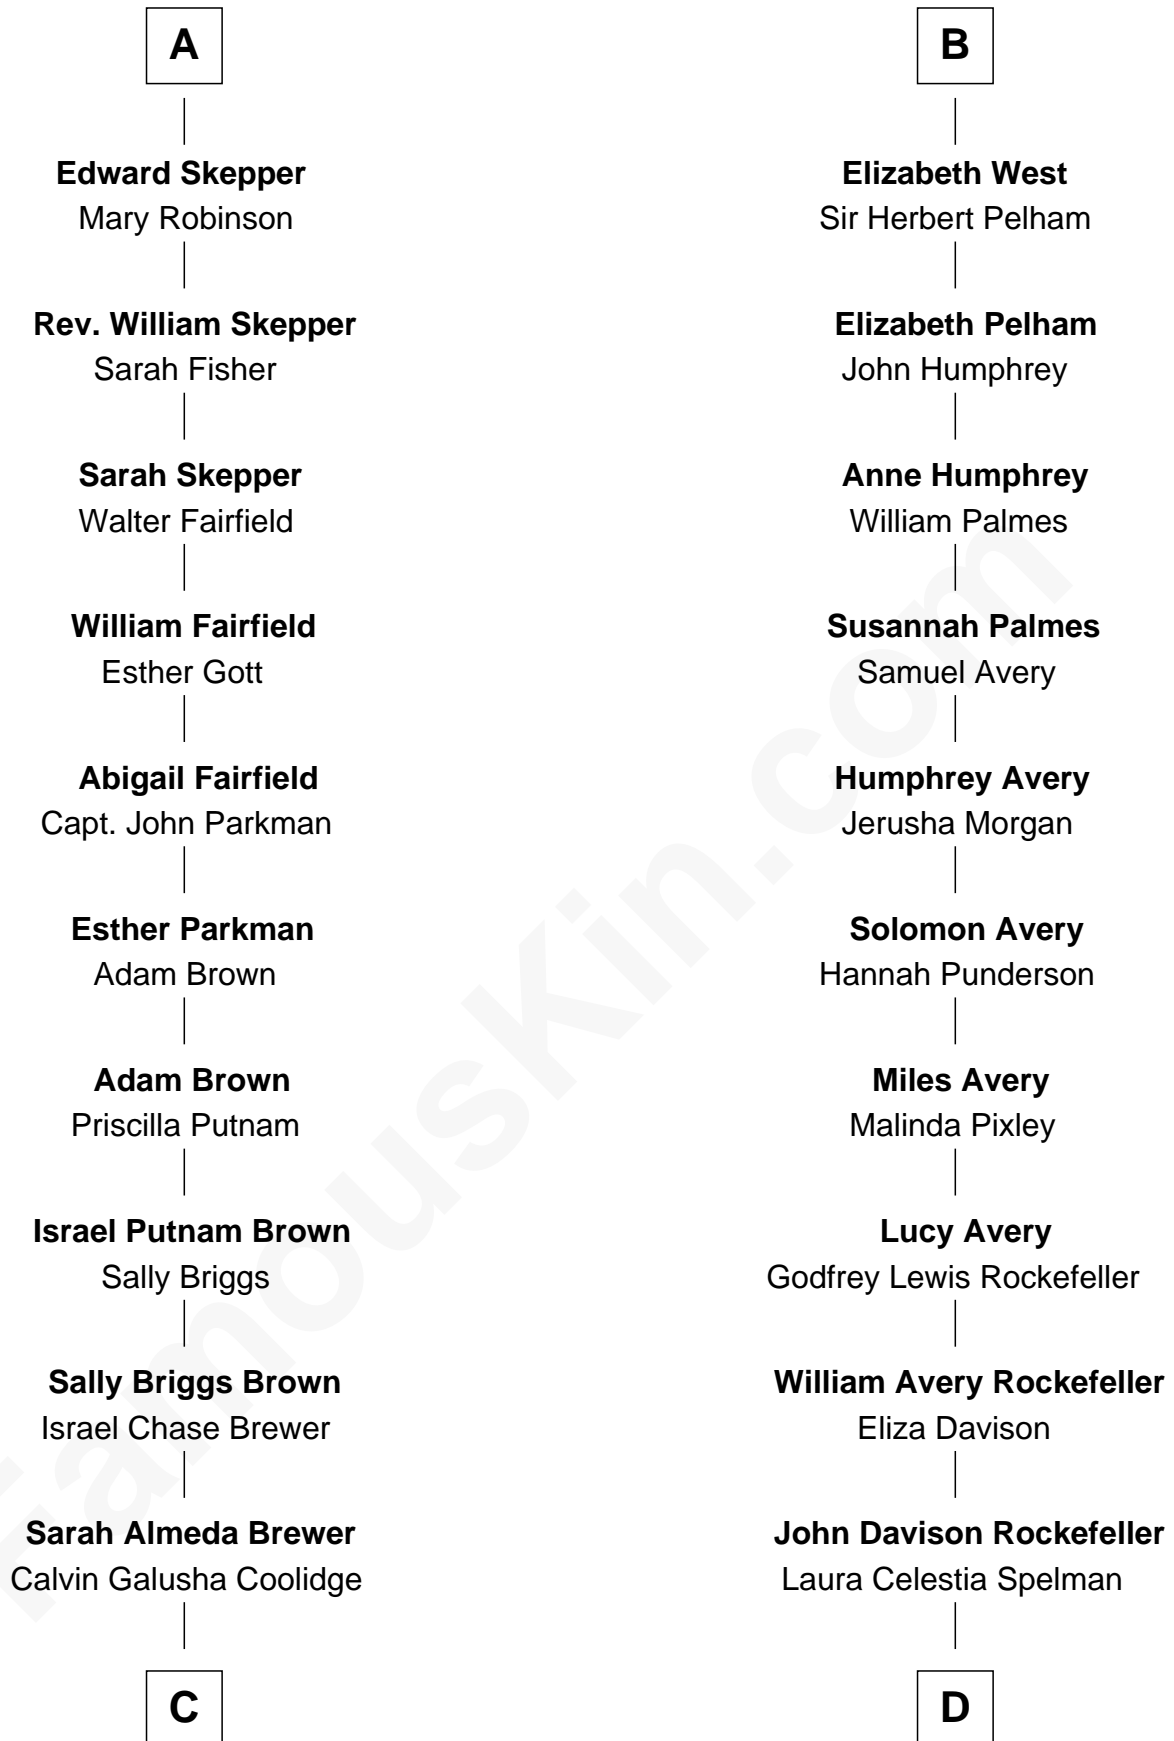 A
Edward Skepper
Mary Robinson
Rev. William Skepper
Sarah Fisher
Sarah Skepper
Walter Fairfield
William Fairfield
Esther Gott
Abigail Fairfield
Capt. John Parkman
Esther Parkman
Adam Brown
Adam Brown
Priscilla Putnam
Israel Putnam Brown
Sally Briggs
Sally Briggs Brown
Israel Chase Brewer
Sarah Almeda Brewer
Calvin Galusha Coolidge
C
B
Elizabeth West
Sir Herbert Pelham
Elizabeth Pelham
John Humphrey
Anne Humphrey
William Palmes
Susannah Palmes
Samuel Avery
Humphrey Avery
Jerusha Morgan
Solomon Avery
Hannah Punderson
Miles Avery
Malinda Pixley
Lucy Avery
Godfrey Lewis Rockefeller
William Avery Rockefeller
Eliza Davison
John Davison Rockefeller
Laura Celestia Spelman
D
FamousKin.com